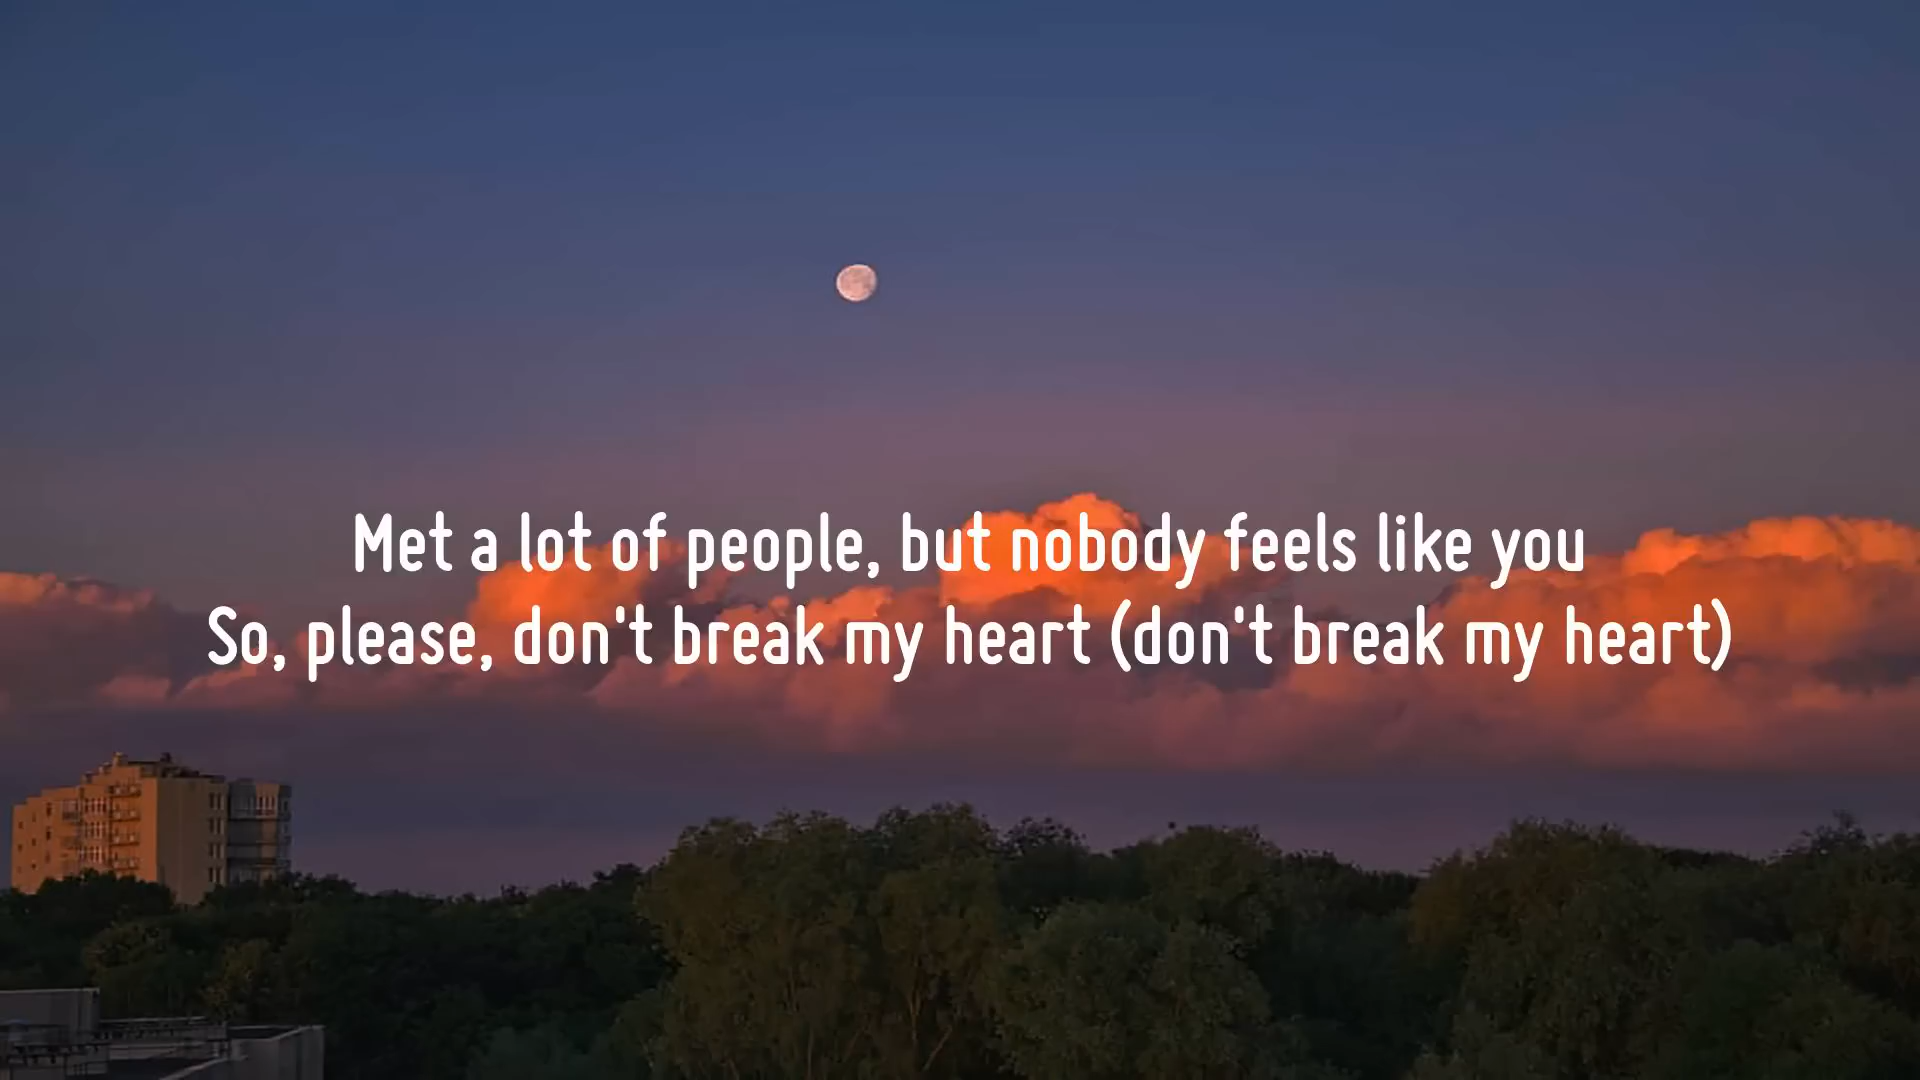 Met a lot of people, but nobody feels like you
So, please, don't break my heart (don't break my heart)